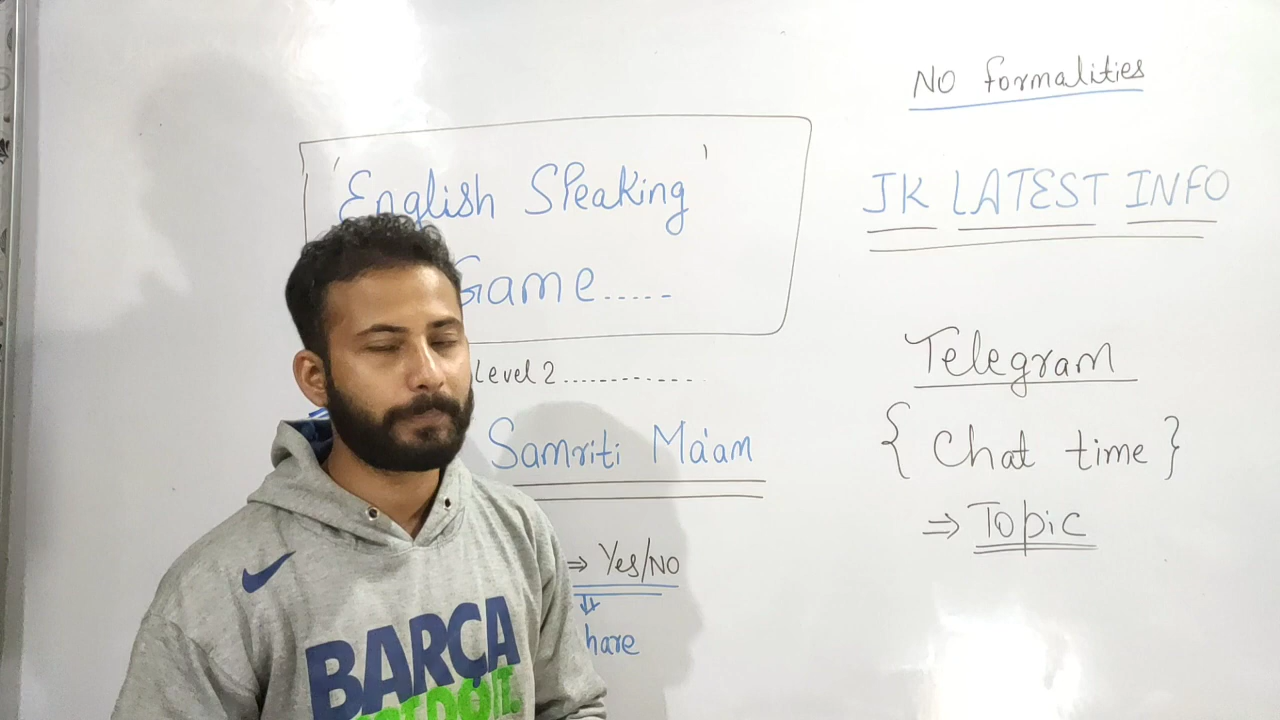 'English Speaking'
Game.....
Level 2..............
Samriti Ma'am
⇒ Yes/No
hare
No formalities
JK LATEST INFO
Telegram
{ Chat time }
⇒ Topic
BARÇA